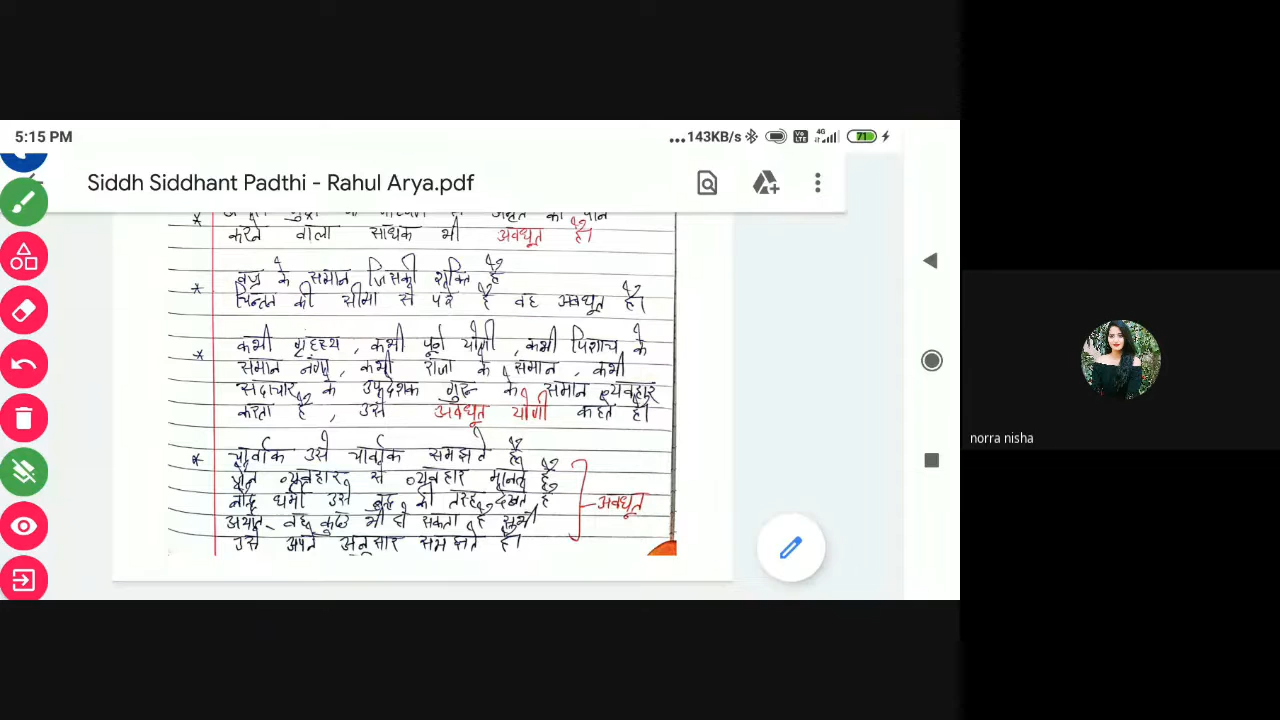 5:15 PM
...143KB/s
4G
71
Siddh Siddhant Padthi - Rahul Arya.pdf
करने वाला साधक भी अवधूत है।
* वज्र के समान जिसकी शक्ति है
चिन्तन की सीमा से परे है वह अवधूत है।
* कभी गृहस्थ, कभी पूर्ण योगी, कभी पिशाच के
समान नग्न, कभी राजा के समान, कभी
सदाचार के उपदेशक गुरु के समान व्यवहार
करता है, उसे अवधूत योगी कहते है।
* चार्वाक उसे चार्वाक समझते है।
जैन व्यवहार से व्यवहार मानते है,
बौद्ध धर्मी उसे बुद्ध की तरह देखते है
अर्थात् वह कुछ भी हो सकता है सभी
उसे अपने अनुसार समझते है।
अवधूत
norra nisha